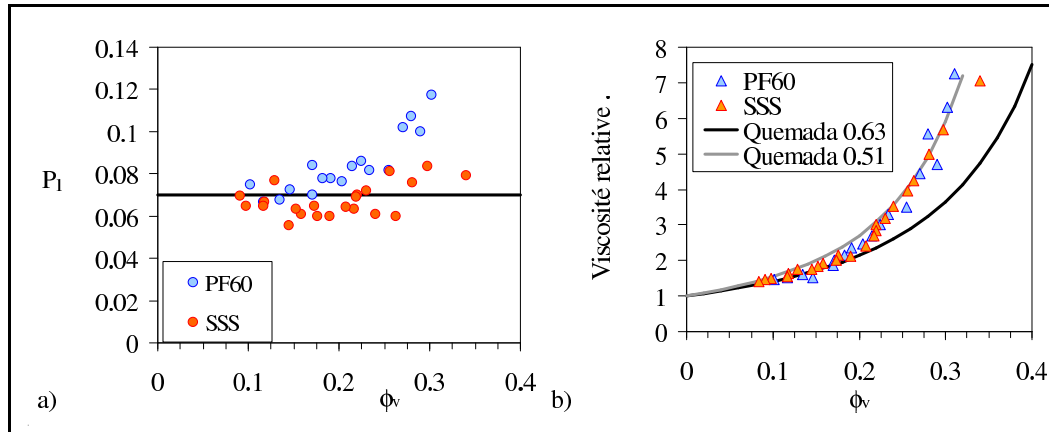 0.14
0.12
0.1
0.08
0.06
0.04
0.02
0
P1
PF60
SSS
0 0.1 0.2 0.3 0.4
a) ϕv
8
7
6
5
4
3
2
1
0
Viscosité relative .
PF60
SSS
Quemada 0.63
Quemada 0.51
0 0.1 0.2 0.3 0.4
b) ϕv